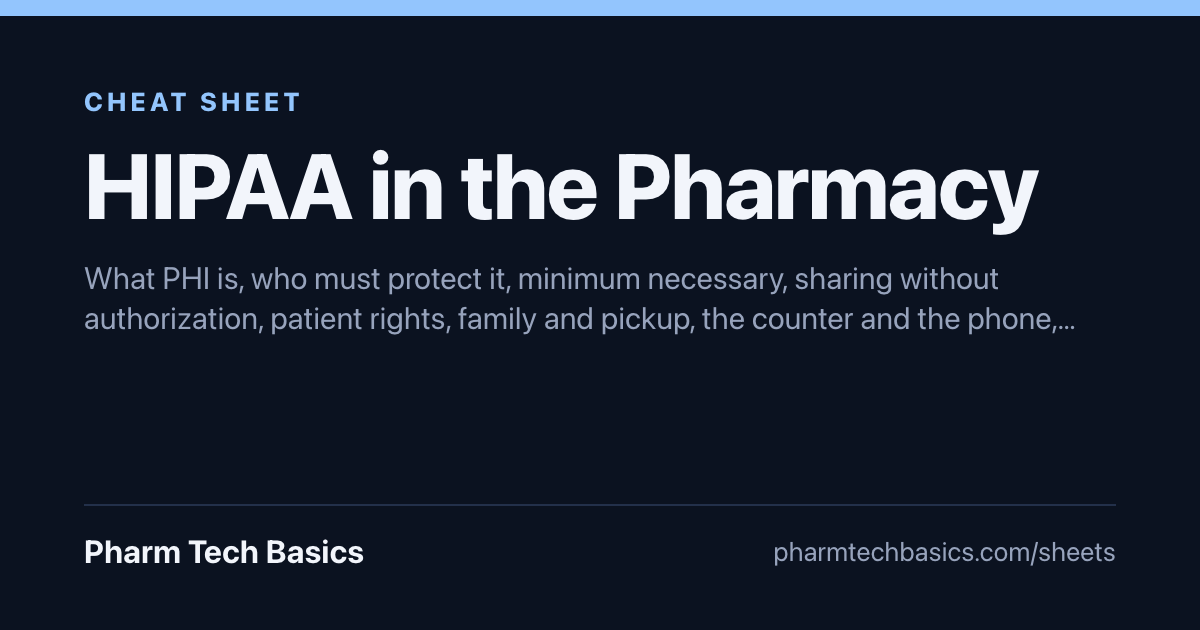 CHEAT SHEET
HIPAA in the Pharmacy
What PHI is, who must protect it, minimum necessary, sharing without
authorization, patient rights, family and pickup, the counter and the phone,...
Pharm Tech Basics
pharmtechbasics.com/sheets